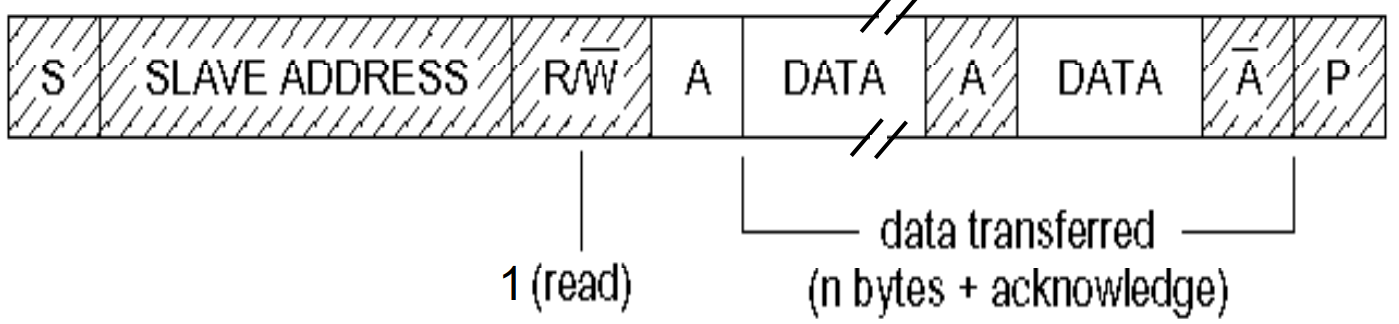 S SLAVE ADDRESS R/W̅ A DATA A DATA A̅ P
1 (read)
data transferred
(n bytes + acknowledge)